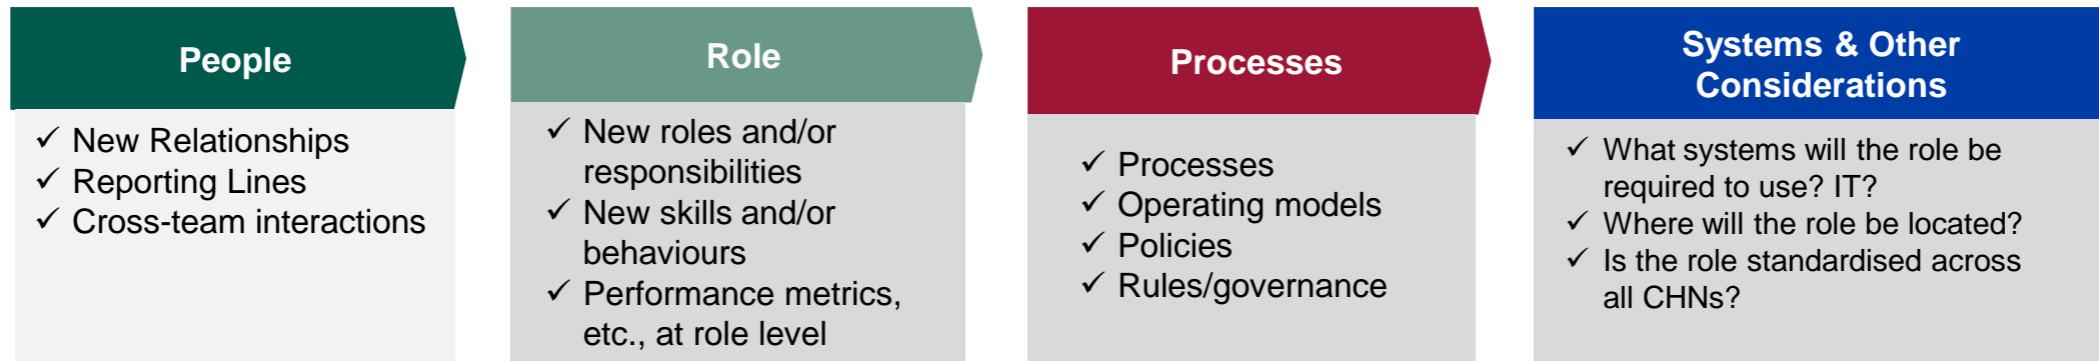 People
✓ New Relationships
✓ Reporting Lines
✓ Cross-team interactions
Role
✓ New roles and/or
responsibilities
✓ New skills and/or
behaviours
✓ Performance metrics,
etc., at role level
Processes
✓ Processes
✓ Operating models
✓ Policies
✓ Rules/governance
Systems & Other
Considerations
✓ What systems will the role be
required to use? IT?
✓ Where will the role be located?
✓ Is the role standardised across
all CHNs?